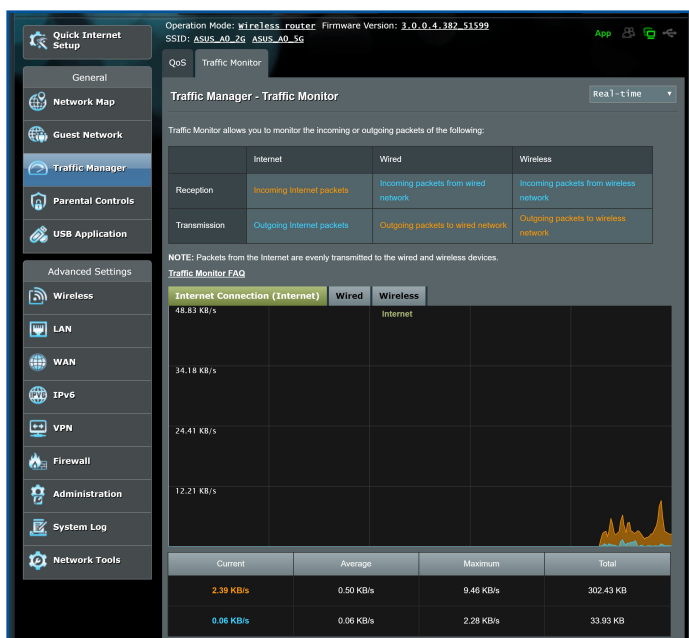 Quick Internet
Setup
General
Network Map
Guest Network
Traffic Manager
Parental Controls
USB Application
Advanced Settings
Wireless
LAN
WAN
IPv6
VPN
Firewall
Administration
System Log
Network Tools
Operation Mode: Wireless router Firmware Version: 3.0.0.4.382_51599
SSID: ASUS_A0_2G ASUS_A0_5G
App
QoS Traffic Monitor
Traffic Manager - Traffic Monitor
Real-time
Traffic Monitor allows you to monitor the incoming or outgoing packets of the following:
Internet Wired Wireless
Reception Incoming Internet packets Incoming packets from wired network Incoming packets from wireless network
Transmission Outgoing Internet packets Outgoing packets to wired network Outgoing packets to wireless network
NOTE: Packets from the Internet are evenly transmitted to the wired and wireless devices.
Traffic Monitor FAQ
Internet Connection (Internet) Wired Wireless
48.83 KB/s Internet
34.18 KB/s
24.41 KB/s
12.21 KB/s
Current Average Maximum Total
2.39 KB/s 0.50 KB/s 9.46 KB/s 302.43 KB
0.06 KB/s 0.06 KB/s 2.28 KB/s 33.93 KB